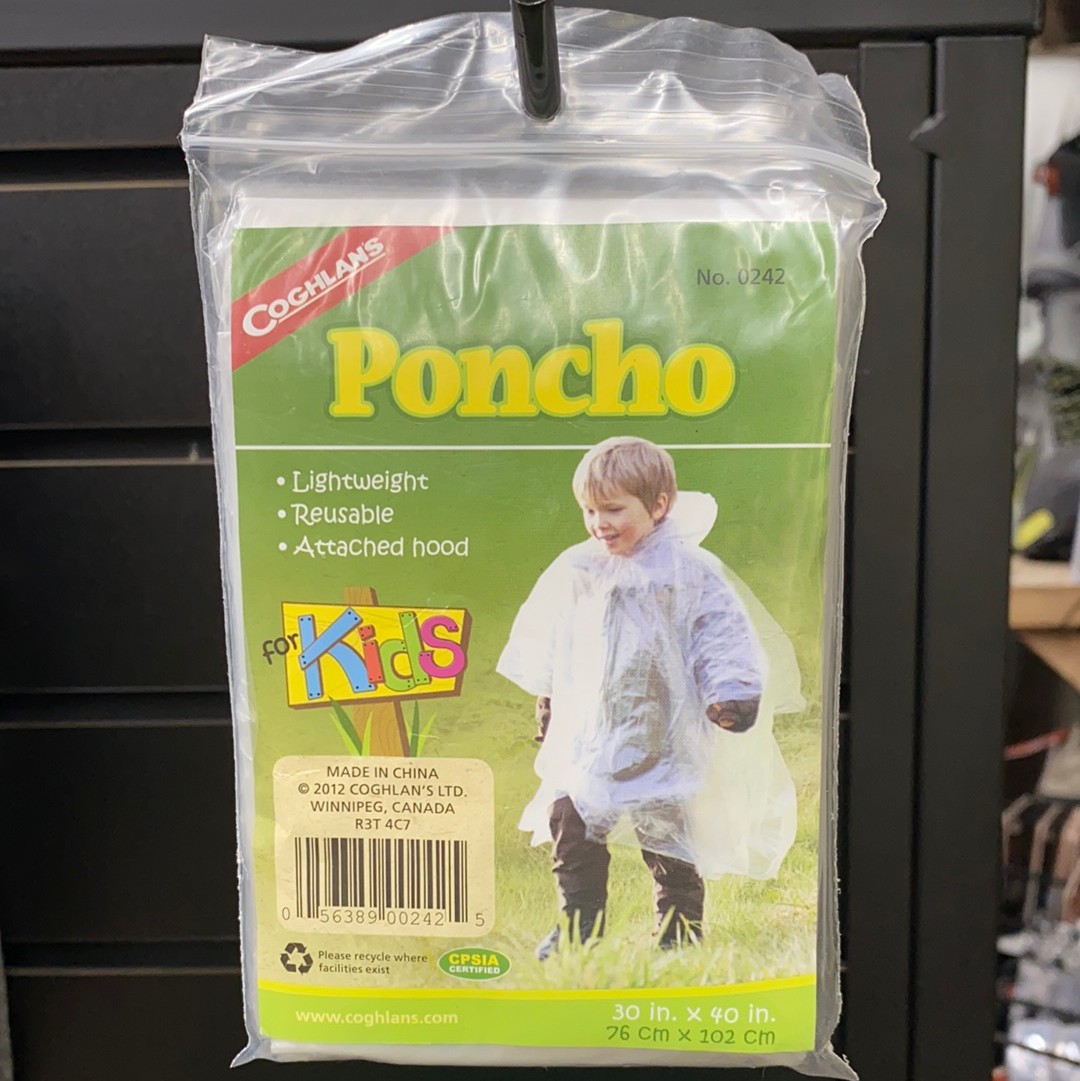 COGHLAN'S
No. 0242
Poncho
• Lightweight
• Reusable
• Attached hood
for Kids
MADE IN CHINA
© 2012 COGHLAN'S LTD.
WINNIPEG, CANADA
R3T 4C7
0 56389 00242 5
Please recycle where
facilities exist
CPSIA
CERTIFIED
www.coghlans.com
30 in. x 40 in.
76 cm x 102 cm